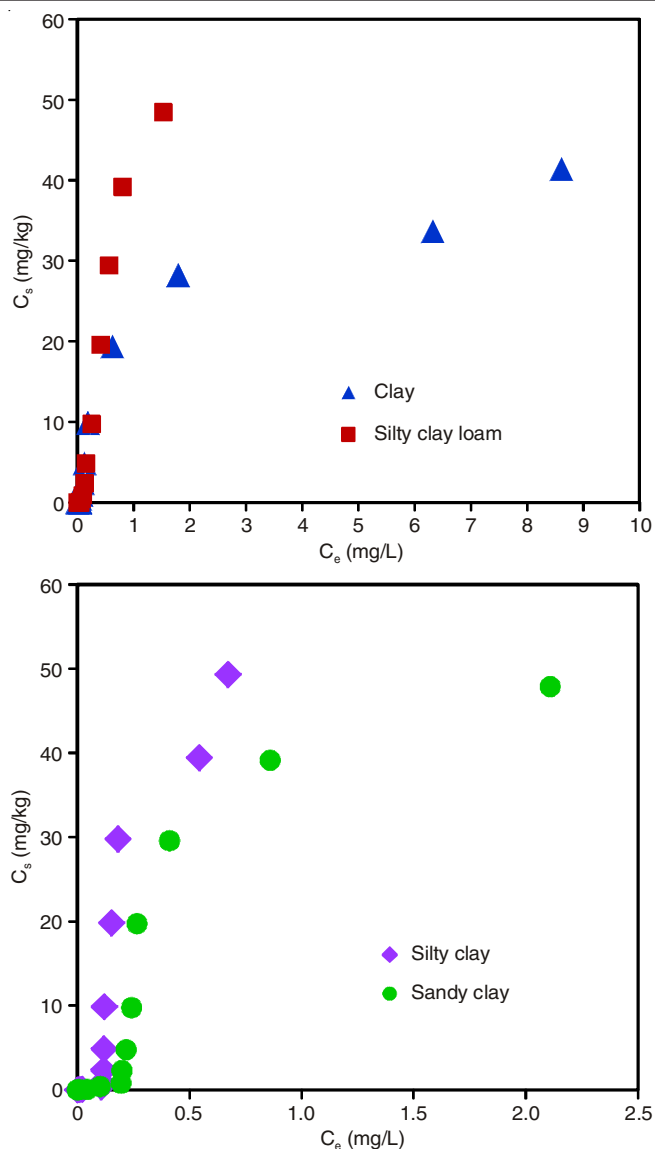 60
50
40
30
20
10
0
Cₛ (mg/kg)
Clay
Silty clay loam
0 1 2 3 4 5 6 7 8 9 10
Cₑ (mg/L)
60
50
40
30
20
10
0
Cₛ (mg/kg)
Silty clay
Sandy clay
0 0.5 1.0 1.5 2.0 2.5
Cₑ (mg/L)